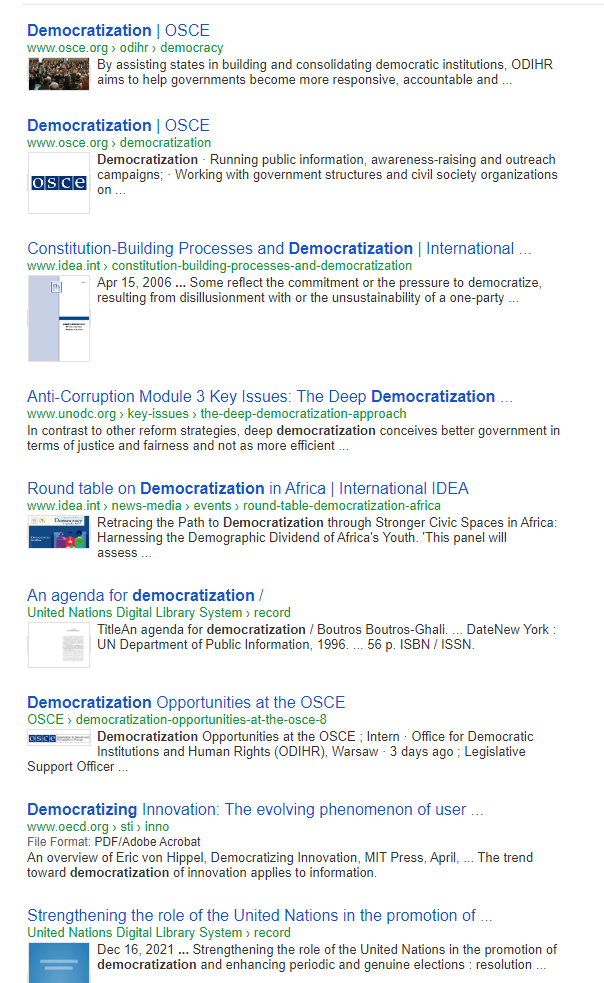 Democratization | OSCE
www.osce.org › odihr › democracy
By assisting states in building and consolidating democratic institutions, ODIHR
aims to help governments become more responsive, accountable and ...
Democratization | OSCE
www.osce.org › democratization
osce
Democratization · Running public information, awareness-raising and outreach
campaigns; · Working with government structures and civil society organizations
on ...
Constitution-Building Processes and Democratization | International ...
www.idea.int › constitution-building-processes-and-democratization
Apr 15, 2006 ... Some reflect the commitment or the pressure to democratize,
resulting from disillusionment with or the unsustainability of a one-party ...
Anti-Corruption Module 3 Key Issues: The Deep Democratization ...
www.unodc.org › key-issues › the-deep-democratization-approach
In contrast to other reform strategies, deep democratization conceives better government in
terms of justice and fairness and not as more efficient ...
Round table on Democratization in Africa | International IDEA
www.idea.int › news-media › events › round-table-democratization-africa
Democracy
Retracing the Path to Democratization through Stronger Civic Spaces in Africa:
Harnessing the Demographic Dividend of Africa's Youth. 'This panel will
assess ...
An agenda for democratization /
United Nations Digital Library System › record
TitleAn agenda for democratization / Boutros Boutros-Ghali. ... DateNew York :
UN Department of Public Information, 1996. ... 56 p. ISBN / ISSN.
Democratization Opportunities at the OSCE
OSCE › democratization-opportunities-at-the-osce-8
osce
Democratization Opportunities at the OSCE ; Intern · Office for Democratic
Institutions and Human Rights (ODIHR), Warsaw · 3 days ago ; Legislative
Support Officer ...
Democratizing Innovation: The evolving phenomenon of user ...
www.oecd.org › sti › inno
File Format: PDF/Adobe Acrobat
An overview of Eric von Hippel, Democratizing Innovation, MIT Press, April, ... The trend
toward democratization of innovation applies to information.
Strengthening the role of the United Nations in the promotion of ...
United Nations Digital Library System › record
Dec 16, 2021 ... Strengthening the role of the United Nations in the promotion of
democratization and enhancing periodic and genuine elections : resolution ...